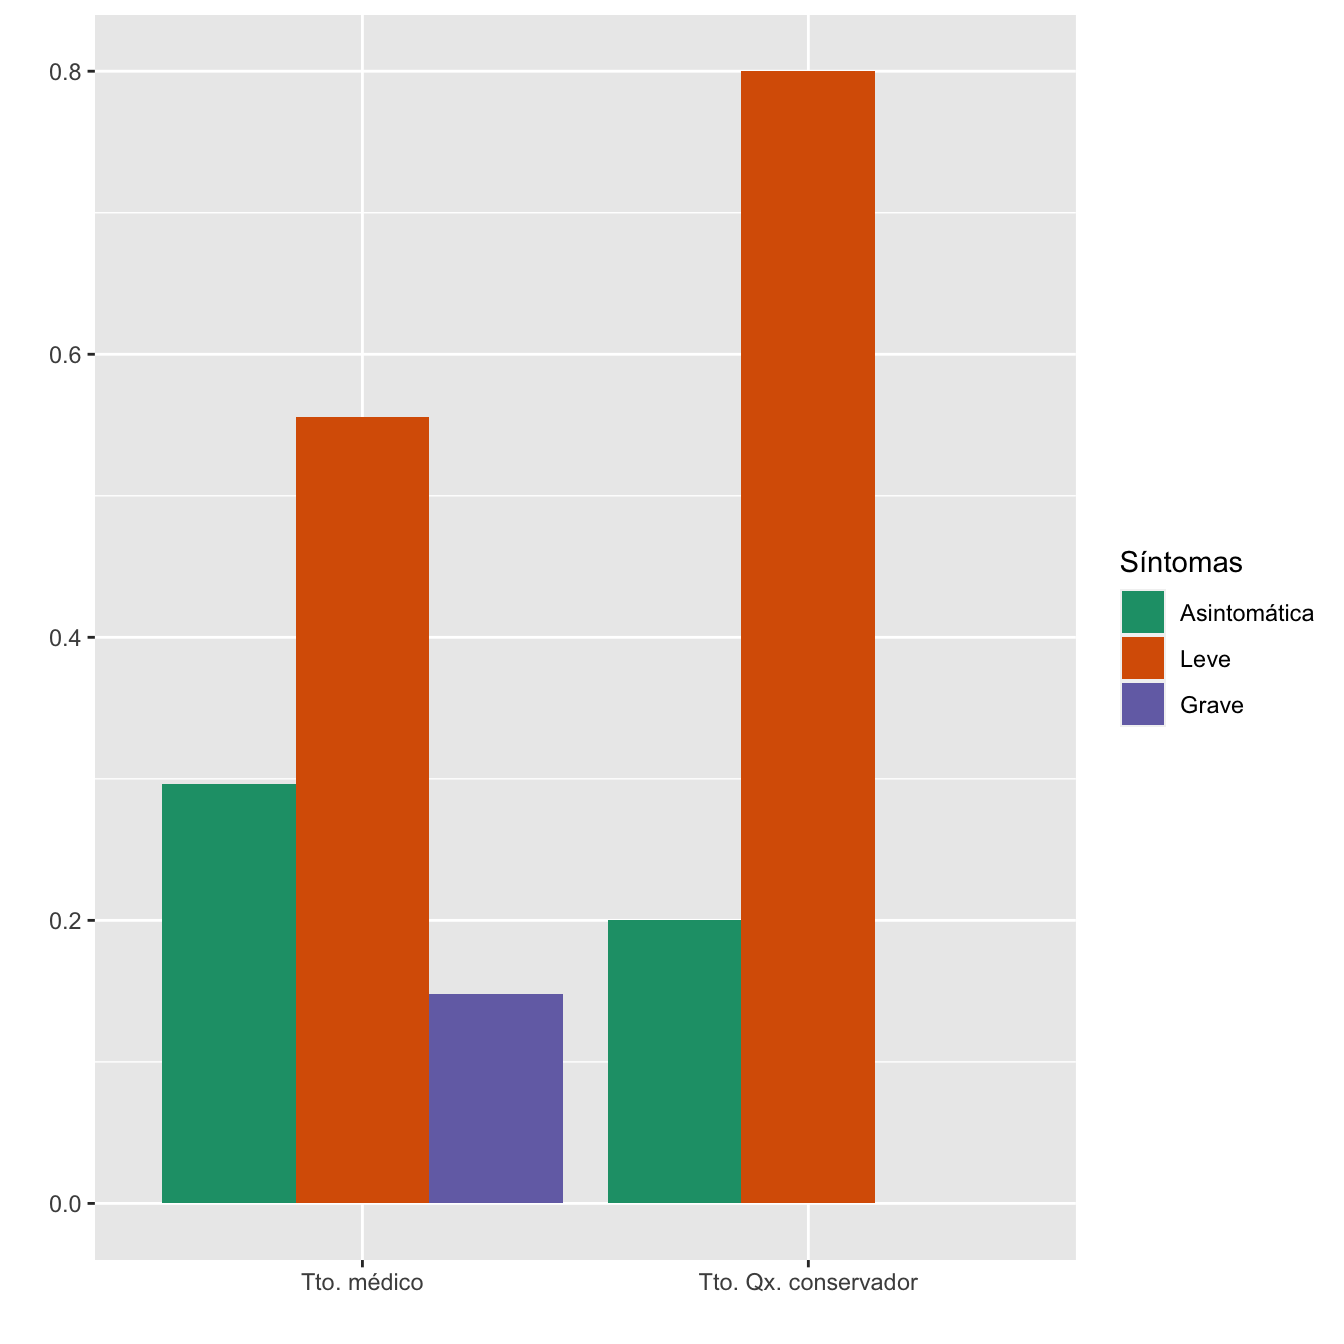 0.8
0.6
0.4
0.2
0.0
Tto. médico
Tto. Qx. conservador
Síntomas
Asintomática
Leve
Grave